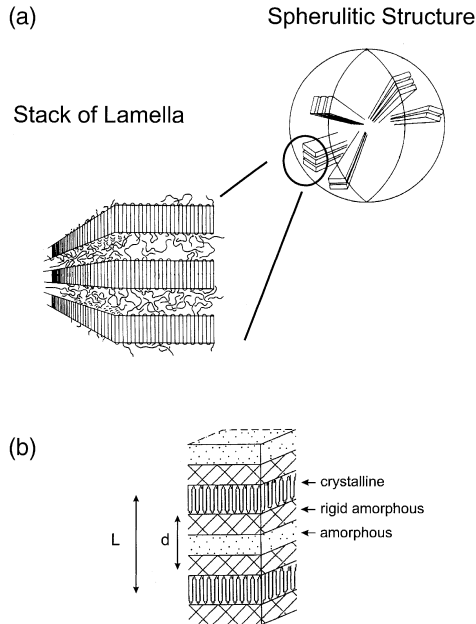 (a)
Spherulitic Structure
Stack of Lamella
(b)
crystalline
rigid amorphous
amorphous
L
d